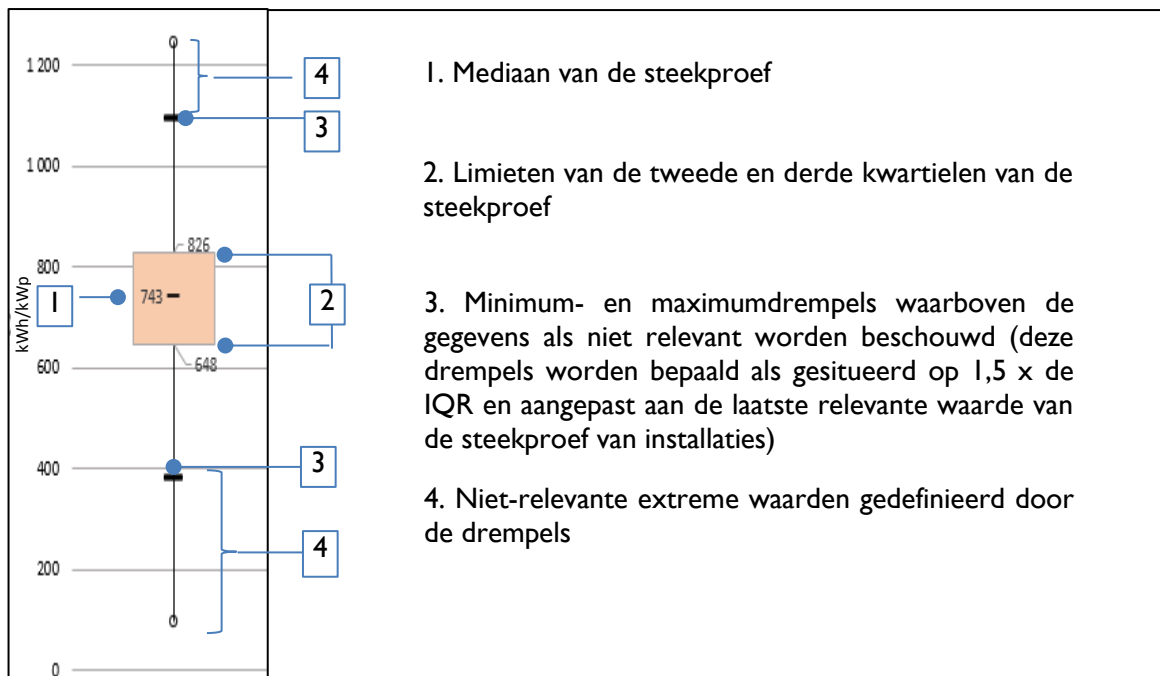 1 200
4
3
1 000
826
800
743
1
2
kWh/kWp
648
600
400
3
4
200
0
1. Mediaan van de steekproef
2. Limieten van de tweede en derde kwartielen van de
steekproef
3. Minimum- en maximumdrempels waarboven de
gegevens als niet relevant worden beschouwd (deze
drempels worden bepaald als gesitueerd op 1,5 x de
IQR en aangepast aan de laatste relevante waarde van
de steekproef van installaties)
4. Niet-relevante extreme waarden gedefinieerd door
de drempels